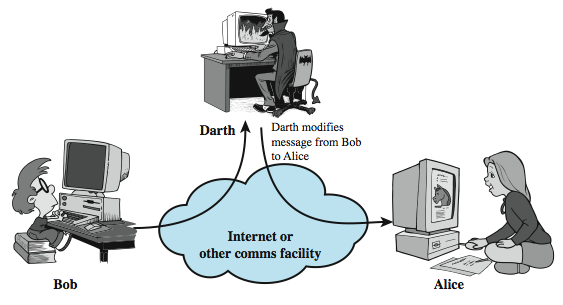 Darth
Darth modifies
message from Bob
to Alice
Internet or
other comms facility
Bob
Alice